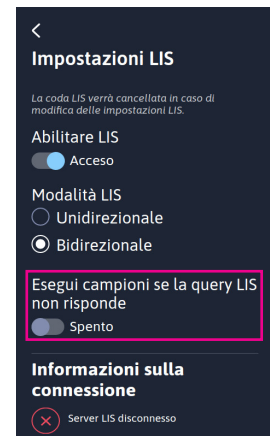 Impostazioni LIS
La coda LIS verrà cancellata in caso di
modifica delle impostazioni LIS.
Abilitare LIS
Acceso
Modalità LIS
Unidirezionale
Bidirezionale
Esegui campioni se la query LIS
non risponde
Spento
Informazioni sulla
connessione
Server LIS disconnesso